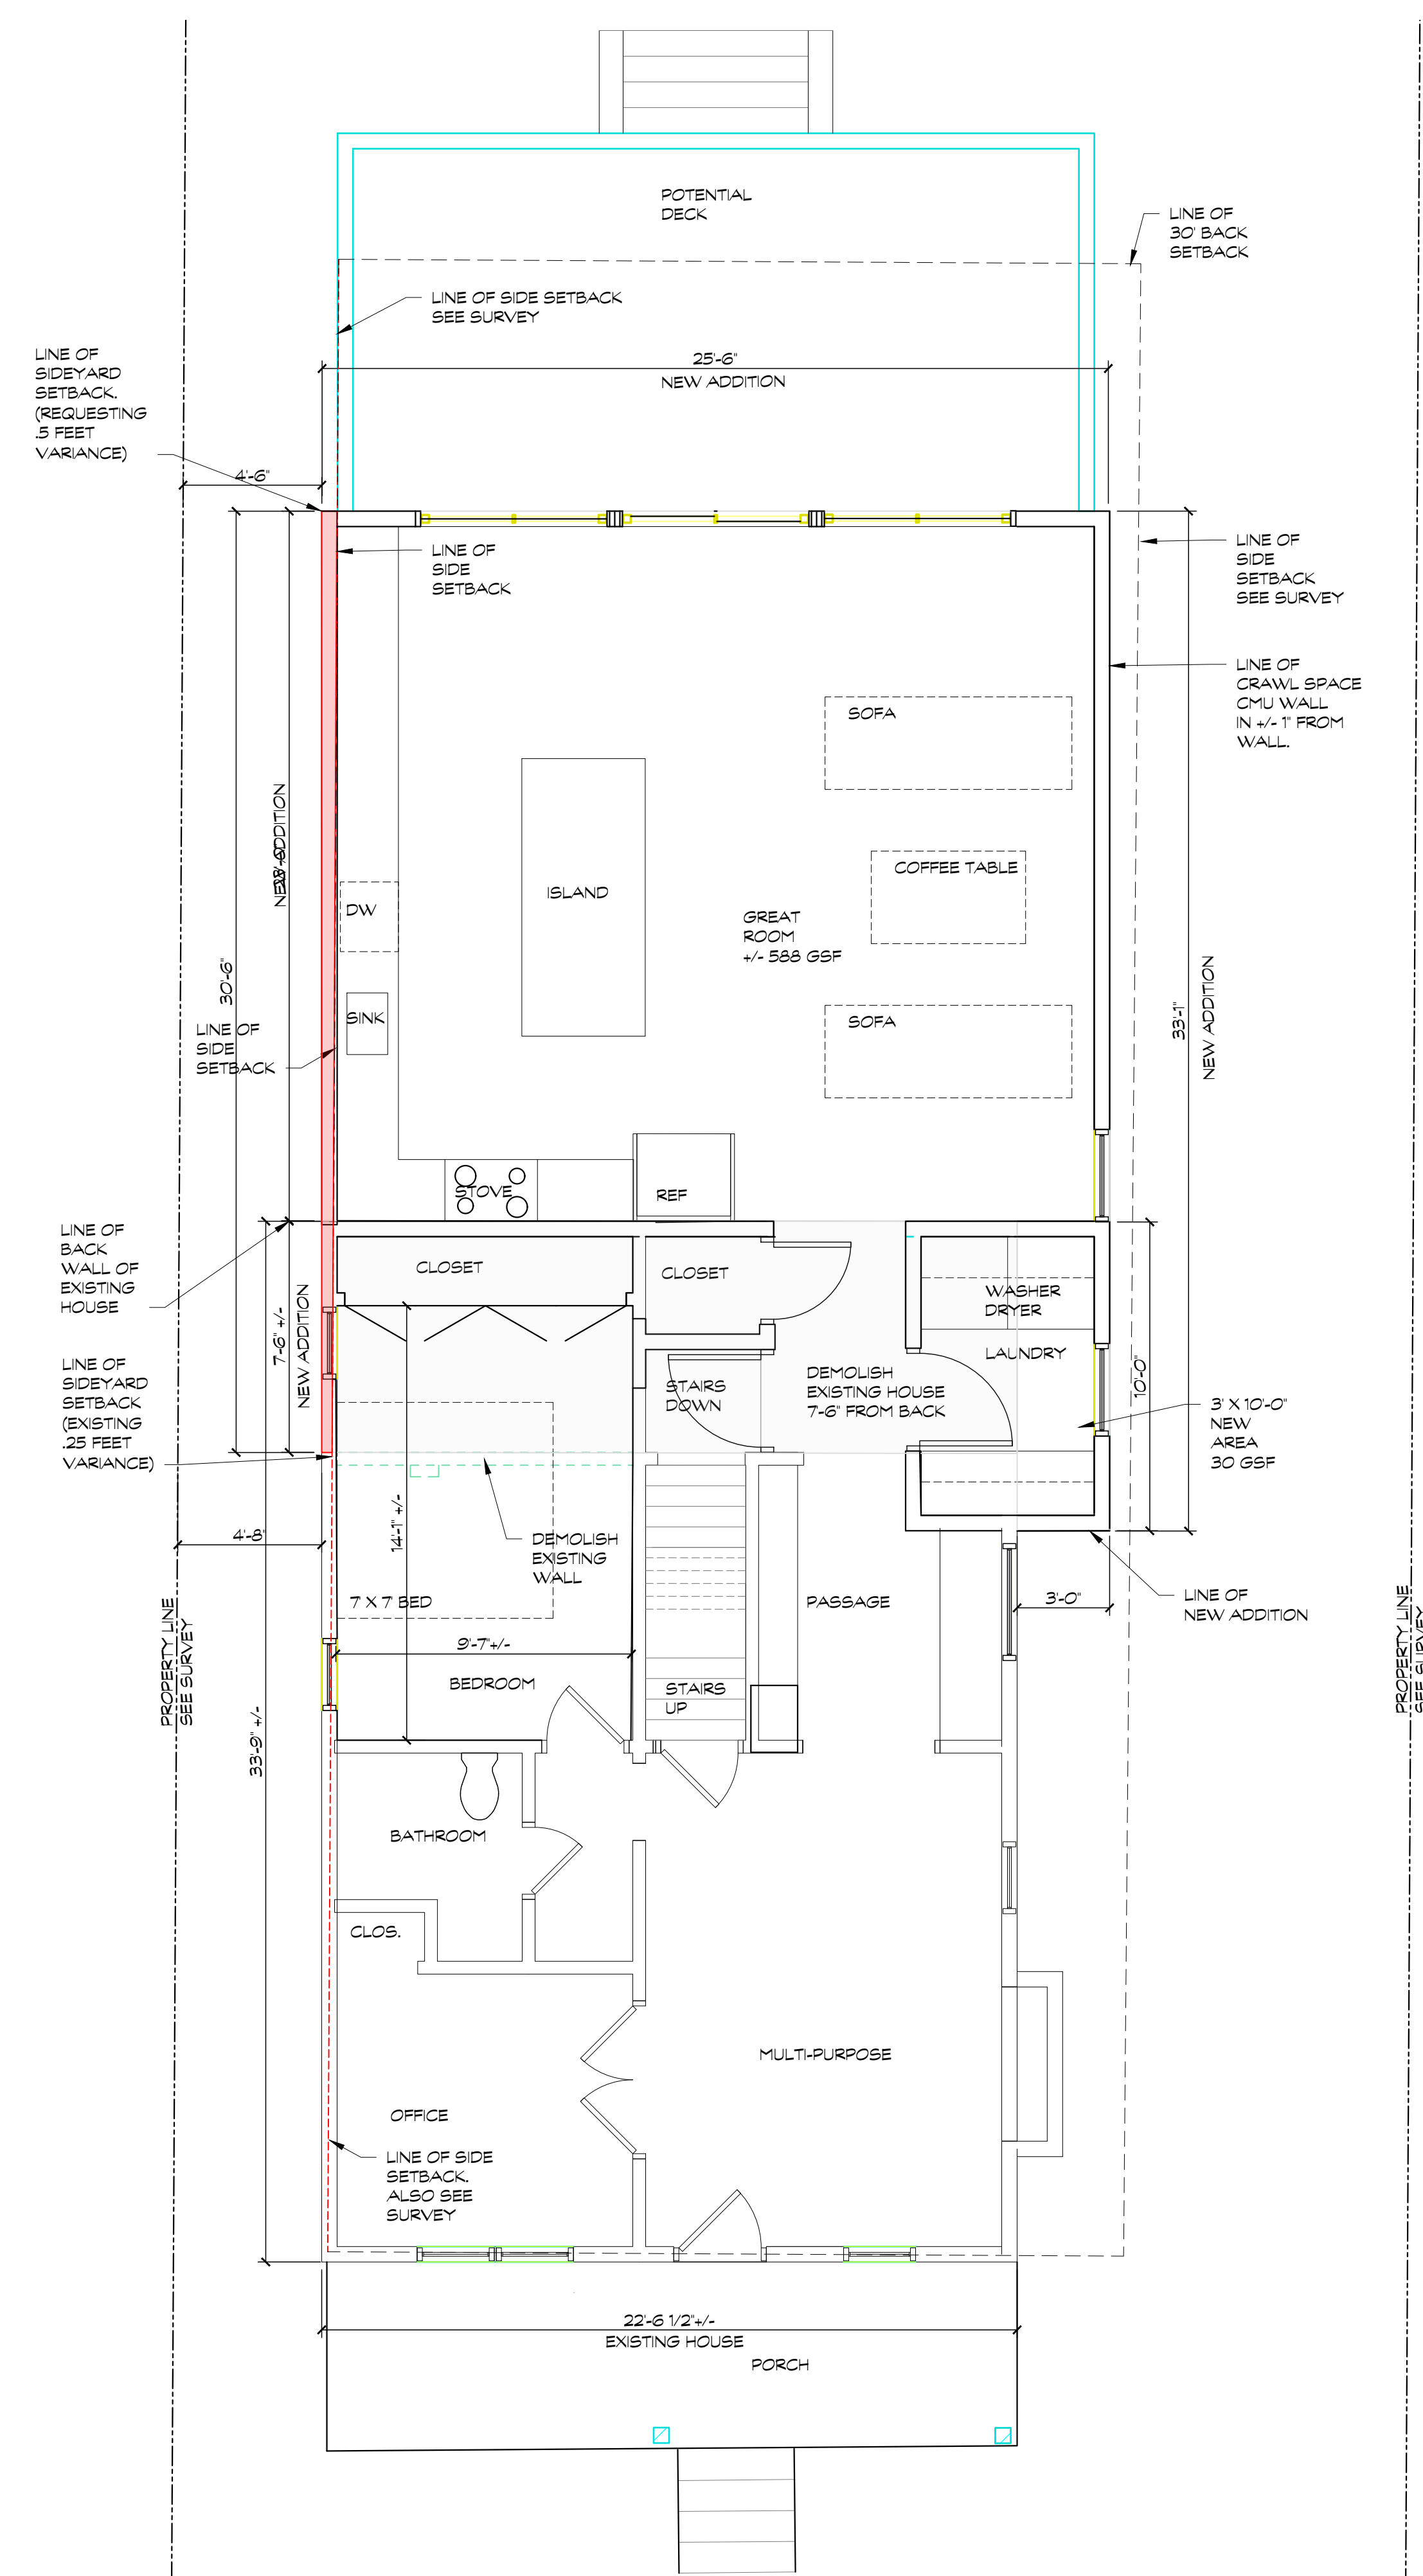 POTENTIAL
DECK
LINE OF
30' BACK
SETBACK
LINE OF SIDE SETBACK
SEE SURVEY
LINE OF
SIDEYARD
SETBACK.
(REQUESTING
.5 FEET
VARIANCE)
25'-6"
NEW ADDITION
4'-6"
LINE OF
SIDE
SETBACK
LINE OF
SIDE
SETBACK
SEE SURVEY
LINE OF
CRAWL SPACE
CMU WALL
IN +/- 1" FROM
WALL.
SOFA
NEW ADDITION
ISLAND
COFFEE TABLE
DW
GREAT
ROOM
+/- 588 GSF
30'-6"
33'-1"
NEW ADDITION
SINK
SOFA
LINE OF
SIDE
SETBACK
STOVE
REF
LINE OF
BACK
WALL OF
EXISTING
HOUSE
CLOSET
CLOSET
WASHER
DRYER
7'-6" +/-
NEW ADDITION
LAUNDRY
LINE OF
SIDEYARD
SETBACK
(EXISTING
.25 FEET
VARIANCE)
STAIRS
DOWN
DEMOLISH
EXISTING HOUSE
7'-6" FROM BACK
10'-0"
3' X 10'-0"
NEW
AREA
30 GSF
14'-1" +/-
4'-8"
DEMOLISH
EXISTING
WALL
7' X 7' BED
PASSAGE
3'-0"
LINE OF
NEW ADDITION
PROPERTY LINE
SEE SURVEY
PROPERTY LINE
SEE SURVEY
9'-7"+/-
BEDROOM
STAIRS
UP
33'-9" +/-
BATHROOM
CLOS.
MULTI-PURPOSE
OFFICE
LINE OF SIDE
SETBACK.
ALSO SEE
SURVEY
22'-6 1/2"+/-
EXISTING HOUSE
PORCH